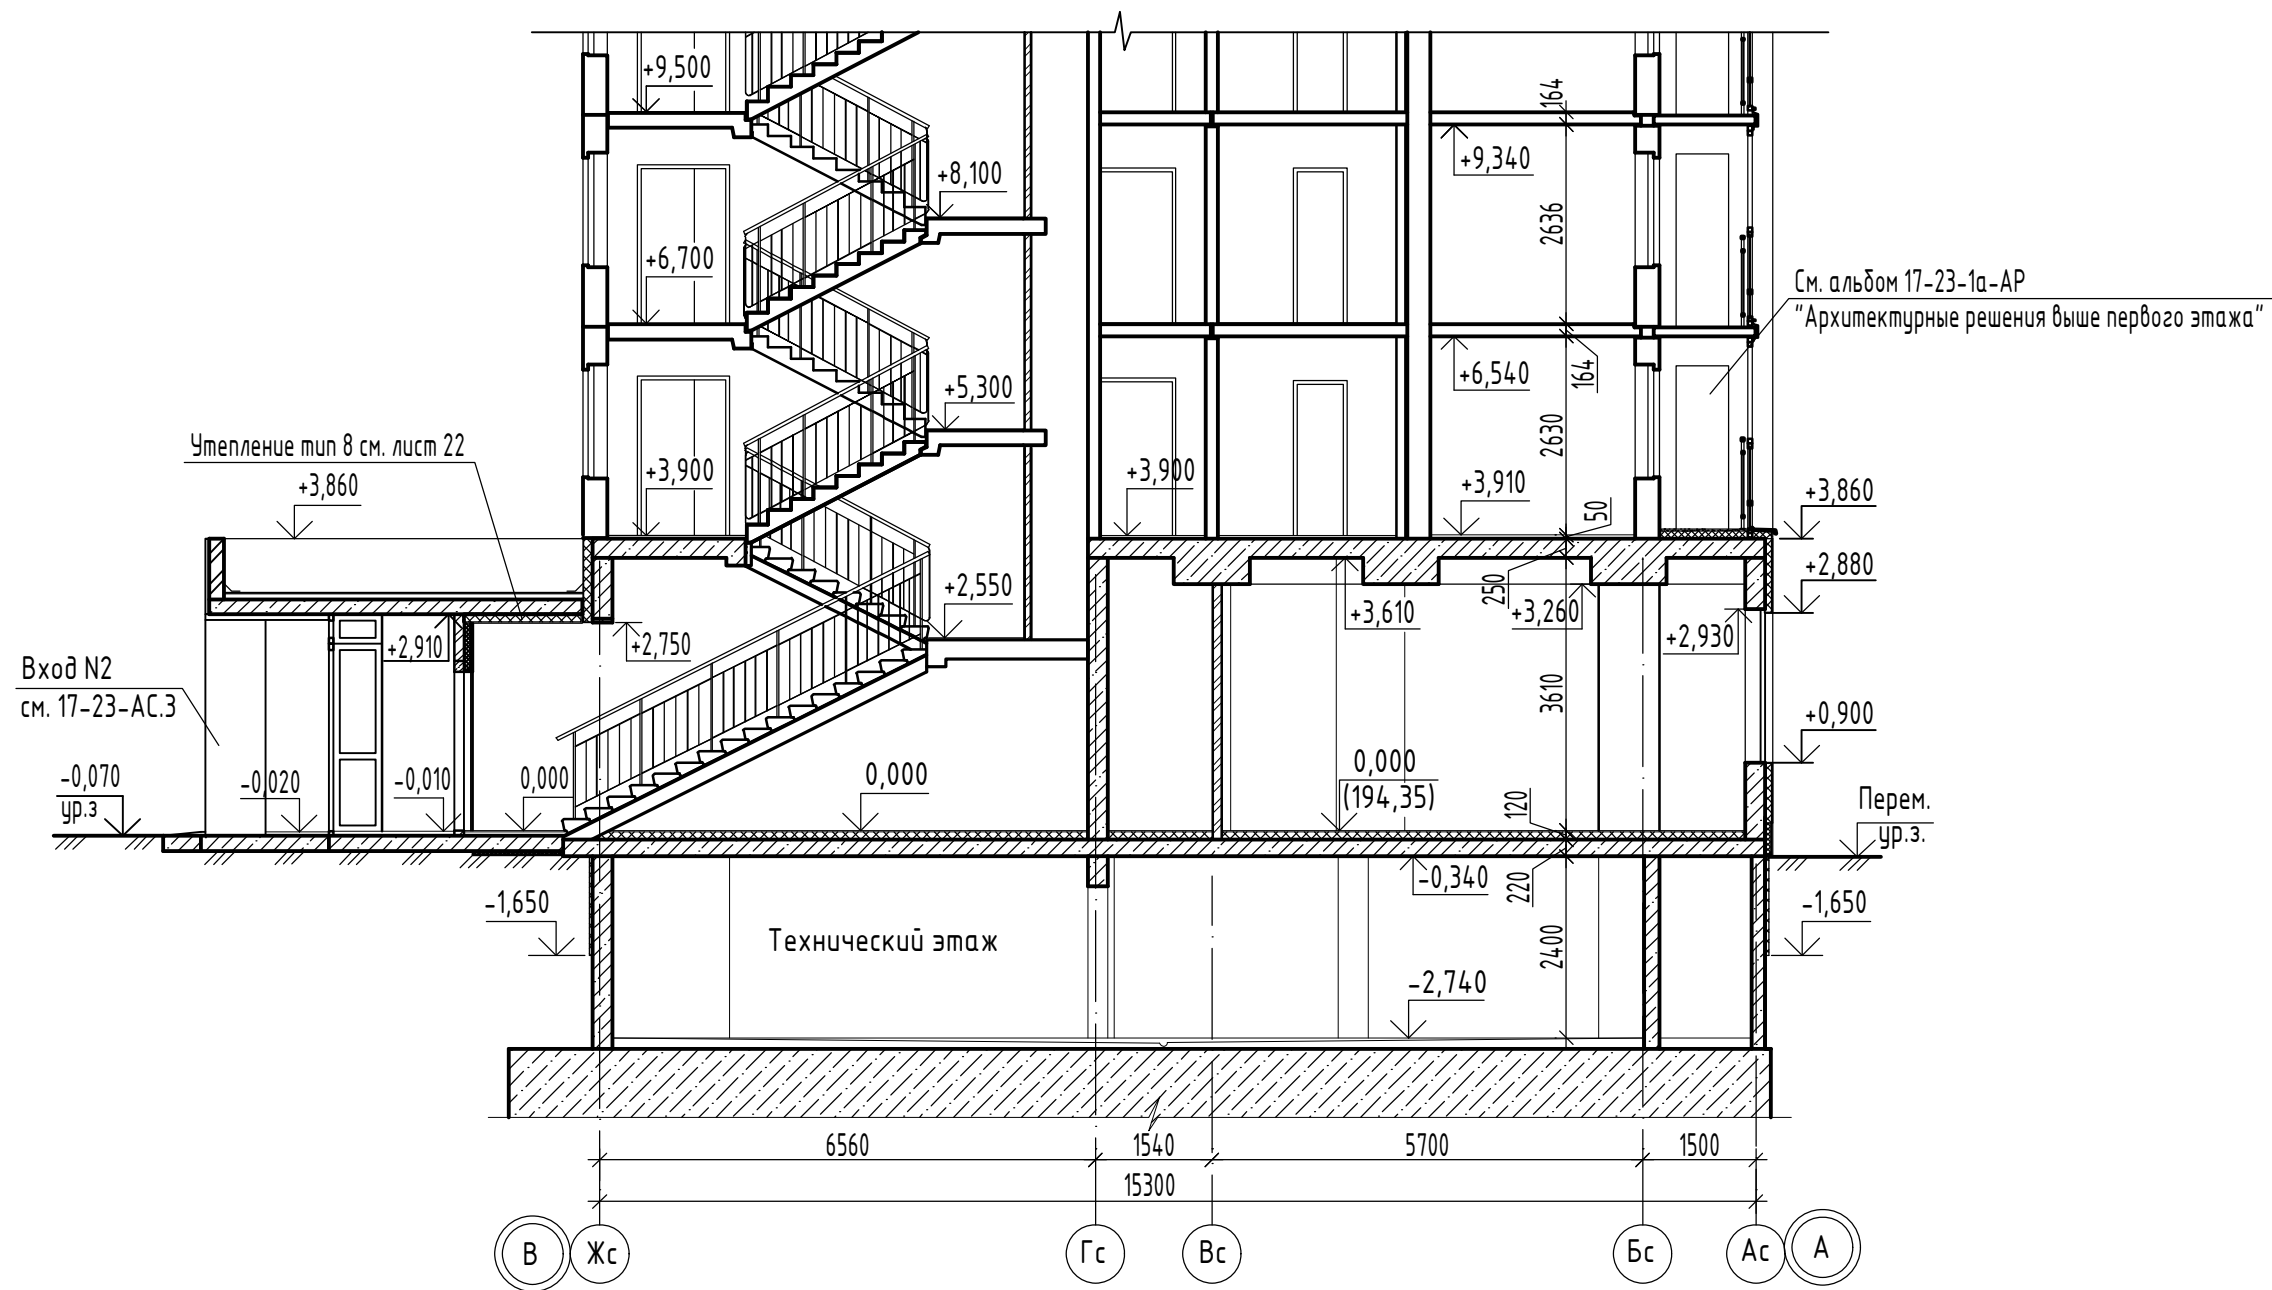 +9,500
164
+9,340
+8,100
2636
+6,700
См. альбом 17-23-1а-АР
"Архитектурные решения выше первого этажа"
+5,300
+6,540
164
2630
Утепление тип 8 см. лист 22
+3,860
+3,900
+3,900
+3,910
50
+3,860
+2,880
250
+2,550
+3,610
+3,260
+2,930
+2,910
+2,750
Вход N2
см. 17-23-АС.3
3610
+0,900
-0,070
ур.з
-0,020
-0,010
0,000
0,000
0,000
(194,35)
120
Перем.
ур.з.
-0,340
220
-1,650
-1,650
Технический этаж
2400
-2,740
6560
1540
5700
1500
15300
В
Жс
Гс
Вс
Бс
Ас
А